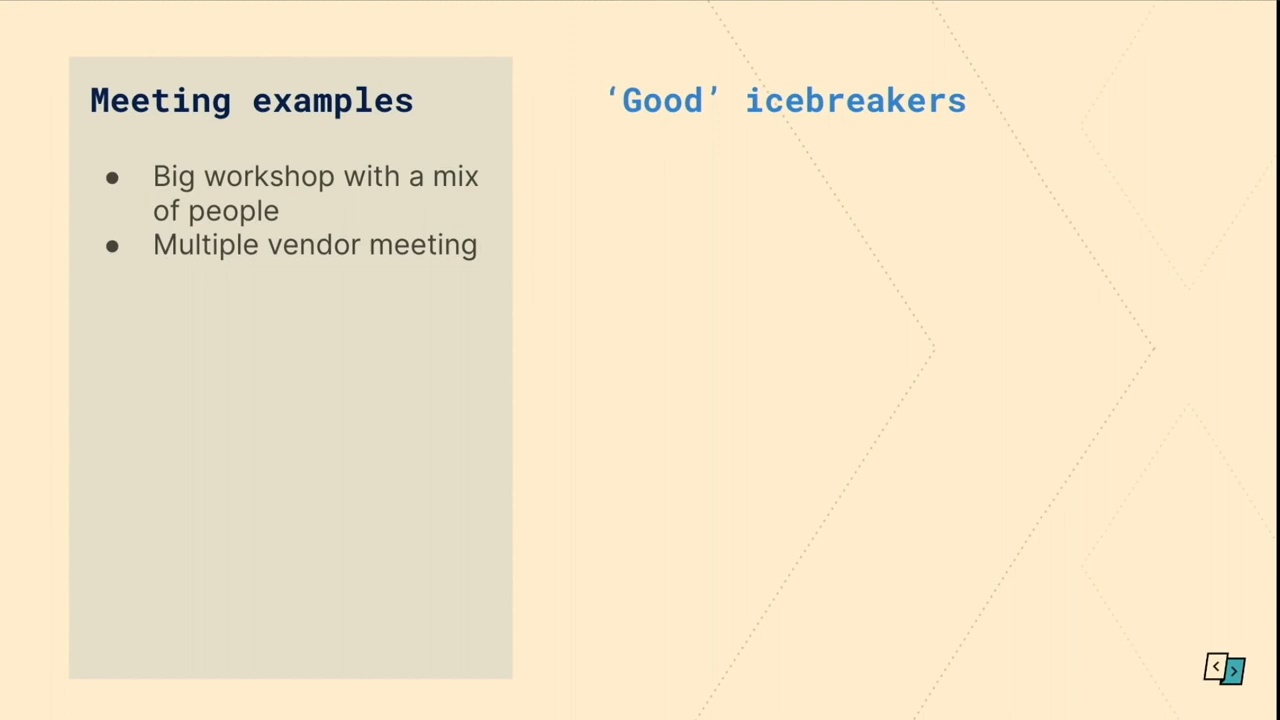 Meeting examples
● Big workshop with a mix
of people
● Multiple vendor meeting
‘Good’ icebreakers